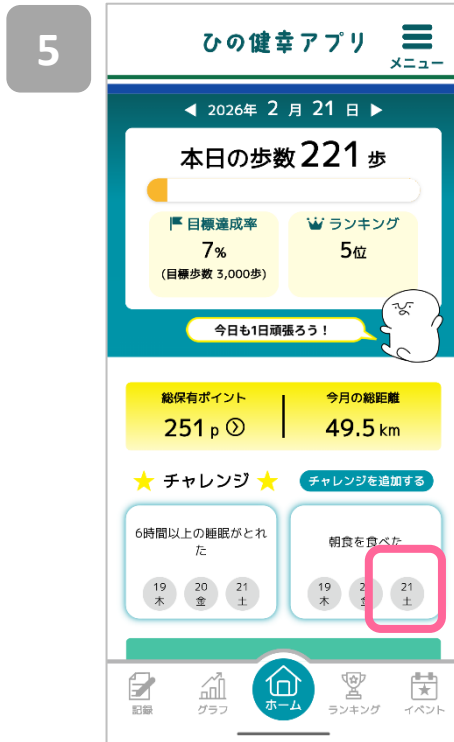 5
ひの健幸アプリ
メニュー
◀ 2026年 2 月 21 日 ▶
本日の歩数 221 歩
目標達成率
7%
(目標歩数 3,000歩)
ランキング
5位
今日も1日頑張ろう！
総保有ポイント
251 p
今月の総距離
49.5 km
チャレンジ
チャレンジを追加する
6時間以上の睡眠がとれ
た
19 20 21
木 金 土
朝食を食べた
19 2 21
木 金 土
記録
グラフ
ホーム
ランキング
イベント